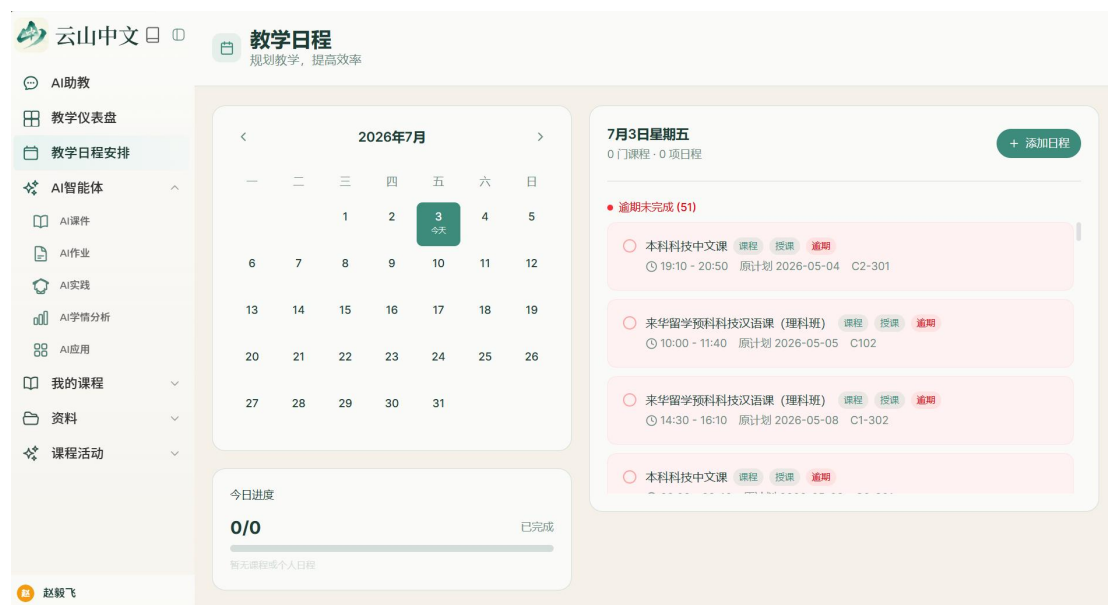 云山中文
AI助教
教学仪表盘
教学日程安排
AI智能体
AI课件
AI作业
AI实践
AI学情分析
AI应用
我的课程
资料
课程活动
赵
赵毅飞
教学日程
规划教学，提高效率
2026年7月
一 二 三 四 五 六 日
1 2 3 4 5
今天
6 7 8 9 10 11 12
13 14 15 16 17 18 19
20 21 22 23 24 25 26
27 28 29 30 31
今日进度
0/0 已完成
暂无课程或个人日程
7月3日星期五
0 门课程 · 0 项日程
+ 添加日程
逾期未完成 (51)
本科科技中文课 课程 授课 逾期
19:10 - 20:50 原计划 2026-05-04 C2-301
来华留学预科科技汉语课（理科班） 课程 授课 逾期
10:00 - 11:40 原计划 2026-05-05 C102
来华留学预科科技汉语课（理科班） 课程 授课 逾期
14:30 - 16:10 原计划 2026-05-08 C1-302
本科科技中文课 课程 授课 逾期